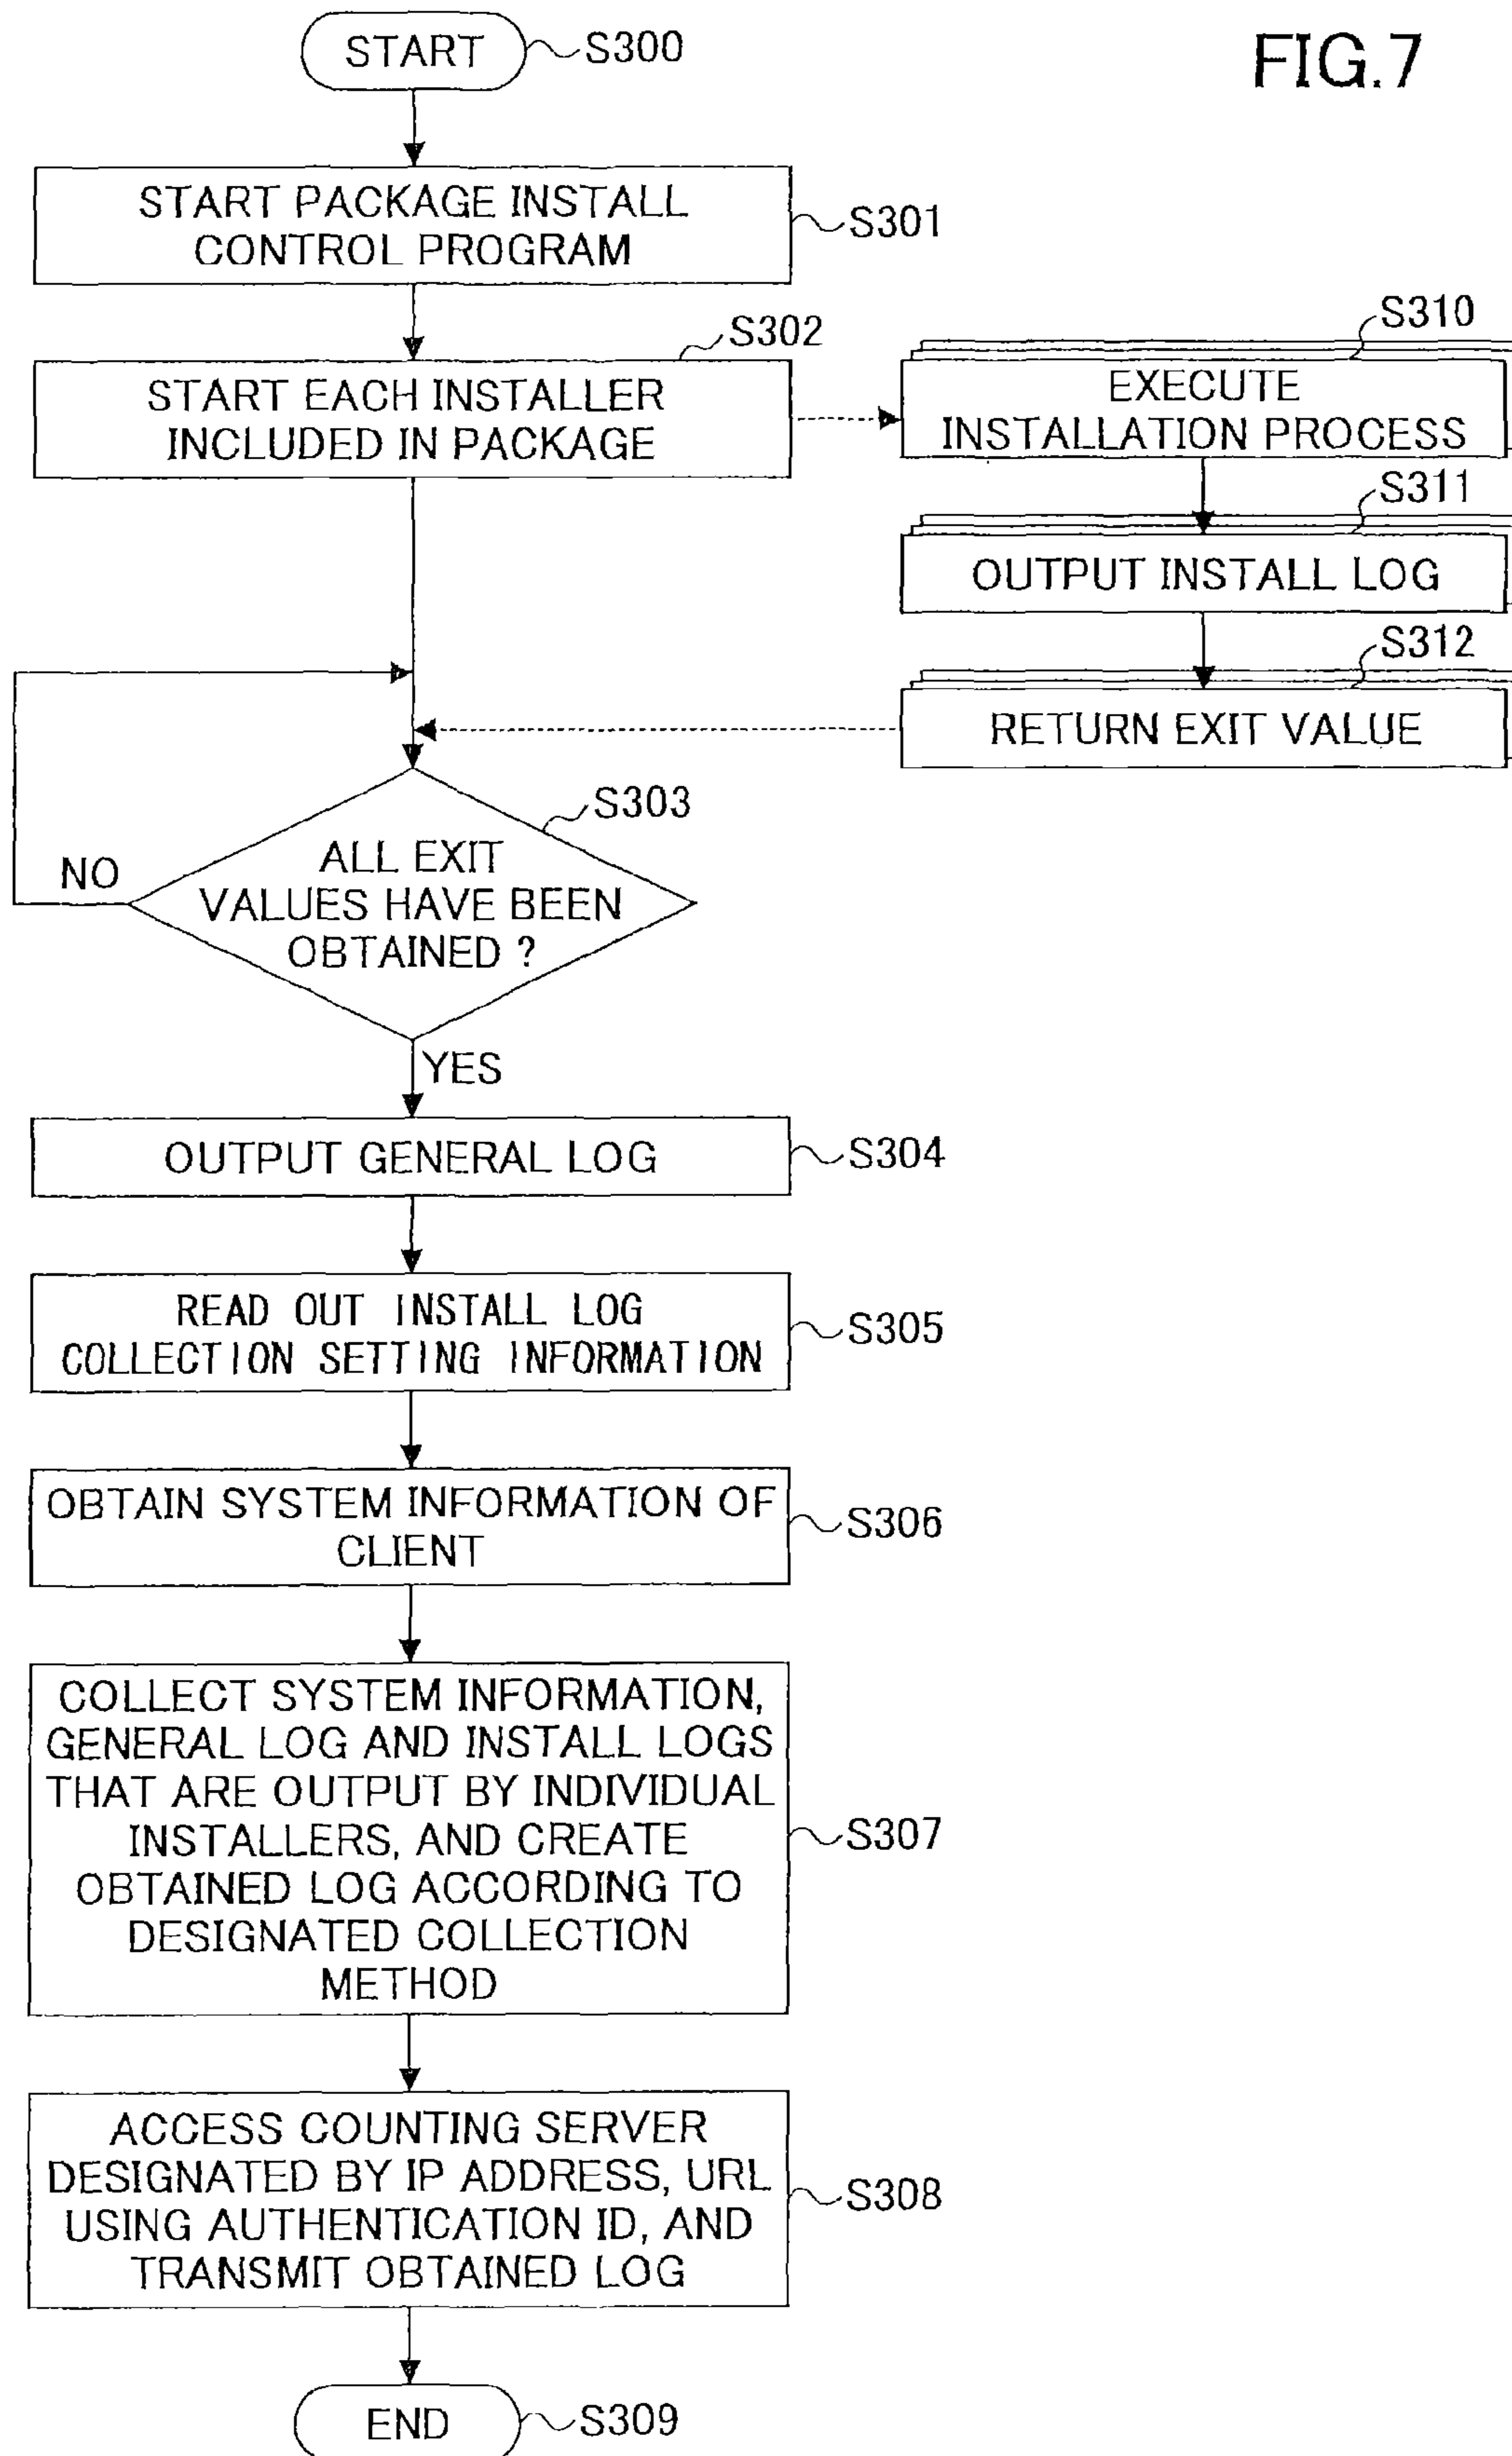 FIG.7
START
S300
START PACKAGE INSTALL
CONTROL PROGRAM
S301
START EACH INSTALLER
INCLUDED IN PACKAGE
S302
EXECUTE
INSTALLATION PROCESS
S310
OUTPUT INSTALL LOG
S311
RETURN EXIT VALUE
S312
ALL EXIT
VALUES HAVE BEEN
OBTAINED ?
S303
NO
YES
OUTPUT GENERAL LOG
S304
READ OUT INSTALL LOG
COLLECTION SETTING INFORMATION
S305
OBTAIN SYSTEM INFORMATION OF
CLIENT
S306
COLLECT SYSTEM INFORMATION,
GENERAL LOG AND INSTALL LOGS
THAT ARE OUTPUT BY INDIVIDUAL
INSTALLERS, AND CREATE
OBTAINED LOG ACCORDING TO
DESIGNATED COLLECTION
METHOD
S307
ACCESS COUNTING SERVER
DESIGNATED BY IP ADDRESS, URL
USING AUTHENTICATION ID, AND
TRANSMIT OBTAINED LOG
S308
END
S309